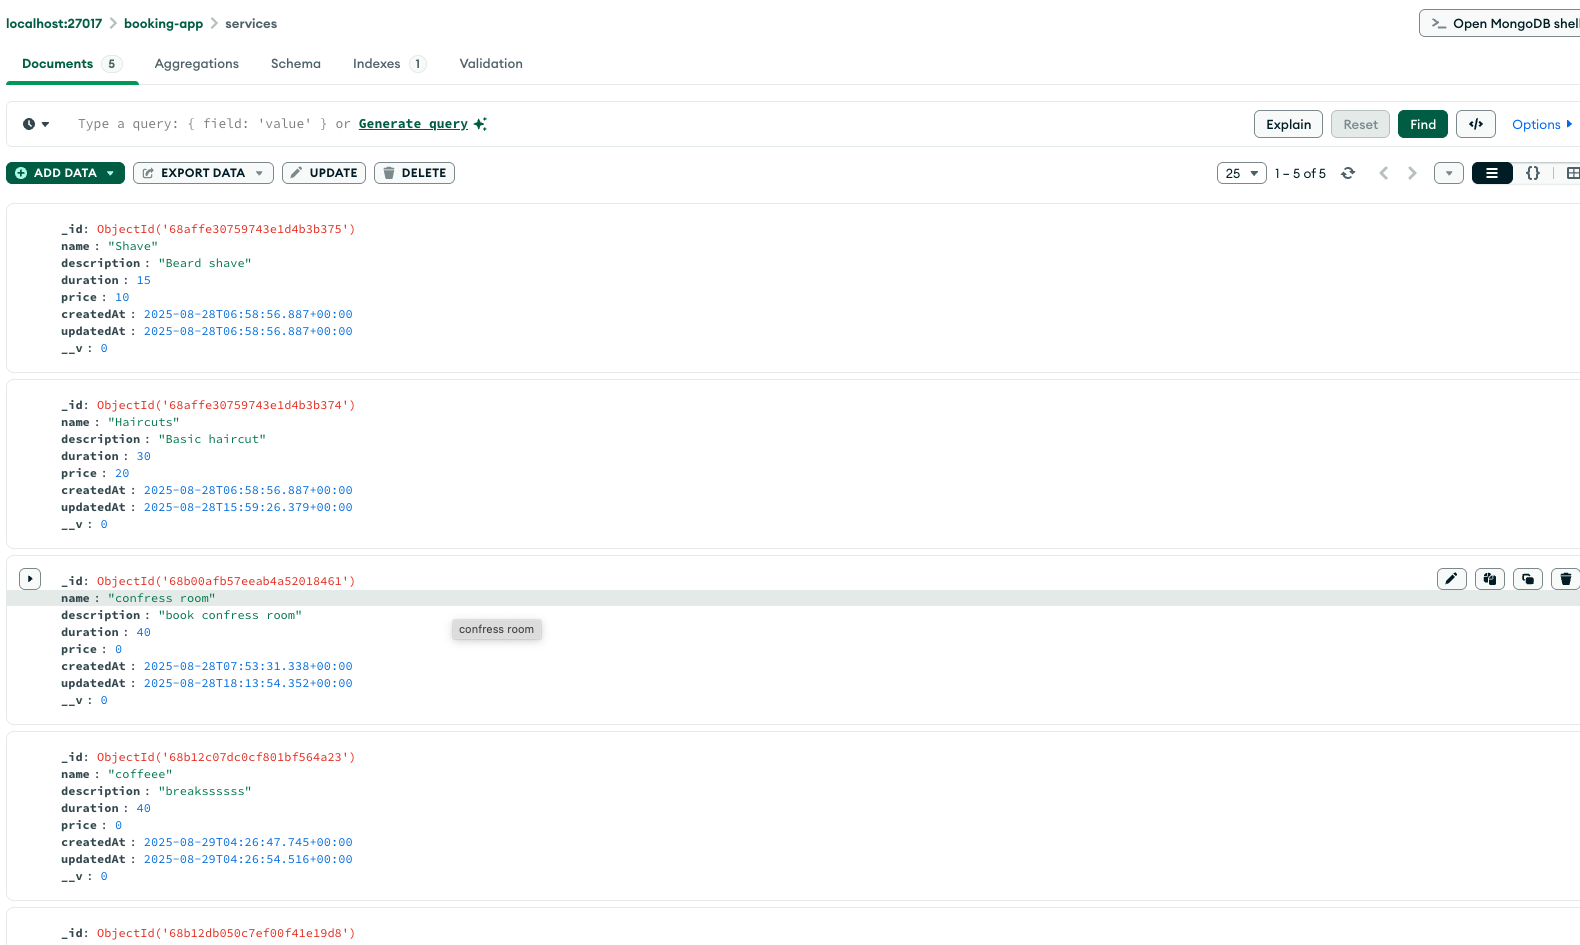 localhost:27017 > booking-app > services
>_ Open MongoDB shell
Documents 5 Aggregations Schema Indexes 1 Validation
Type a query: { field: 'value' } or Generate query
Explain Reset Find </> Options
ADD DATA EXPORT DATA UPDATE DELETE
25 1 – 5 of 5 {}
_id: ObjectId('68affe30759743e1d4b3b375')
name : "Shave"
description : "Beard shave"
duration : 15
price : 10
createdAt : 2025-08-28T06:58:56.887+00:00
updatedAt : 2025-08-28T06:58:56.887+00:00
__v : 0
_id: ObjectId('68affe30759743e1d4b3b374')
name : "Haircuts"
description : "Basic haircut"
duration : 30
price : 20
createdAt : 2025-08-28T06:58:56.887+00:00
updatedAt : 2025-08-28T15:59:26.379+00:00
__v : 0
_id: ObjectId('68b00afb57eeab4a52018461')
name : "confress room"
description : "book confress room"
confress room
duration : 40
price : 0
createdAt : 2025-08-28T07:53:31.338+00:00
updatedAt : 2025-08-28T18:13:54.352+00:00
__v : 0
_id: ObjectId('68b12c07dc0cf801bf564a23')
name : "coffeee"
description : "breakssssss"
duration : 40
price : 0
createdAt : 2025-08-29T04:26:47.745+00:00
updatedAt : 2025-08-29T04:26:54.516+00:00
__v : 0
_id: ObjectId('68b12db050c7ef00f41e19d8')